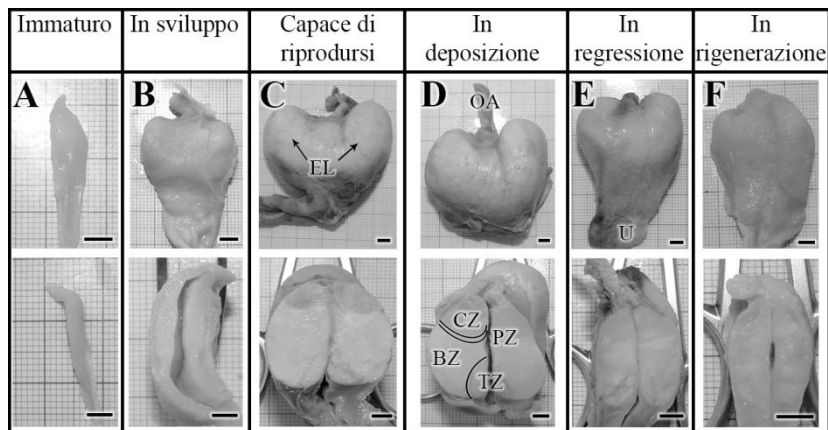 Immaturo
In sviluppo
Capace di
riprodursi
In
deposizione
In
regressione
In
rigenerazione
A
B
C
D
E
F
OA
EL
U
CZ
PZ
BZ
TZ